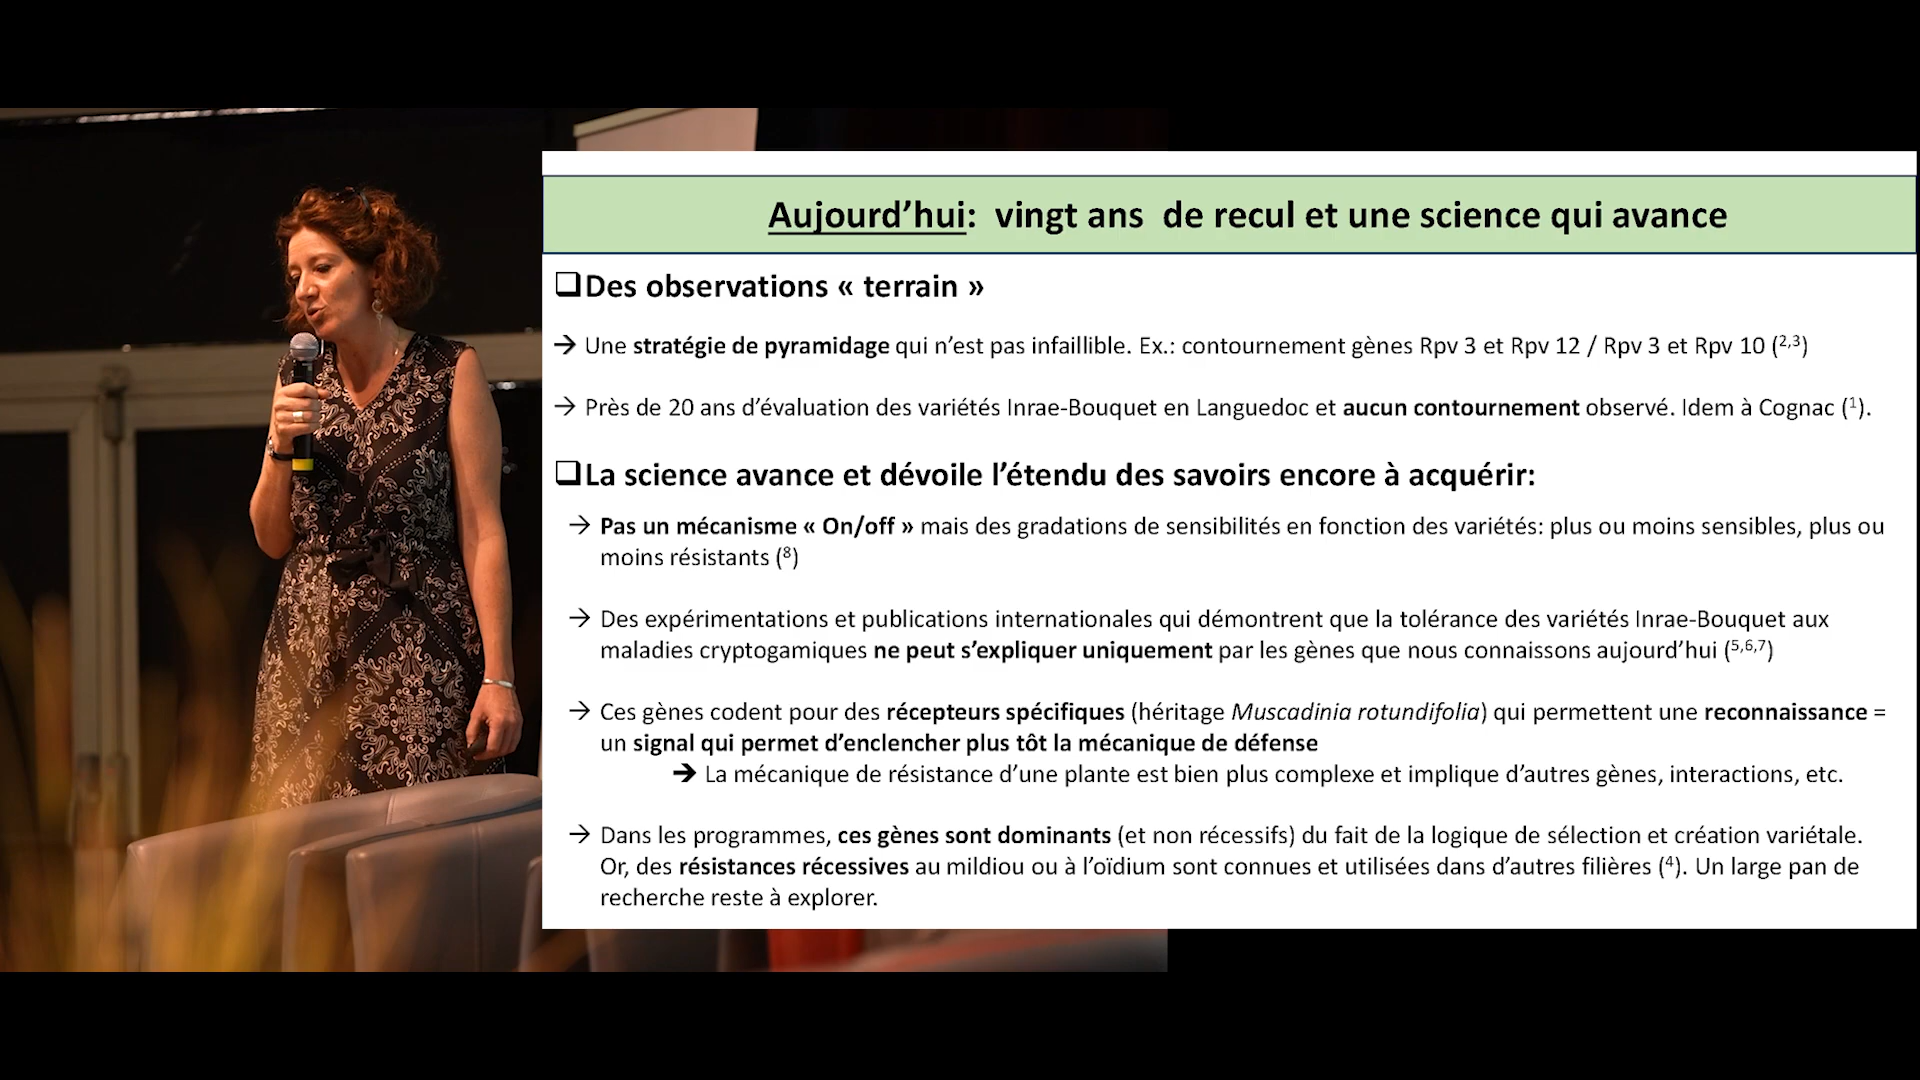 Aujourd’hui: vingt ans de recul et une science qui avance
❑Des observations « terrain »
→ Une stratégie de pyramidage qui n’est pas infaillible. Ex.: contournement gènes Rpv 3 et Rpv 12 / Rpv 3 et Rpv 10 (2,3)
→ Près de 20 ans d’évaluation des variétés Inrae-Bouquet en Languedoc et aucun contournement observé. Idem à Cognac (1).
❑La science avance et dévoile l’étendu des savoirs encore à acquérir:
→ Pas un mécanisme « On/off » mais des gradations de sensibilités en fonction des variétés: plus ou moins sensibles, plus ou
moins résistants (8)
→ Des expérimentations et publications internationales qui démontrent que la tolérance des variétés Inrae-Bouquet aux
maladies cryptogamiques ne peut s’expliquer uniquement par les gènes que nous connaissons aujourd’hui (5,6,7)
→ Ces gènes codent pour des récepteurs spécifiques (héritage Muscadinia rotundifolia) qui permettent une reconnaissance =
un signal qui permet d’enclencher plus tôt la mécanique de défense
➔ La mécanique de résistance d’une plante est bien plus complexe et implique d’autres gènes, interactions, etc.
→ Dans les programmes, ces gènes sont dominants (et non récessifs) du fait de la logique de sélection et création variétale.
Or, des résistances récessives au mildiou ou à l’oïdium sont connues et utilisées dans d’autres filières (4). Un large pan de
recherche reste à explorer.